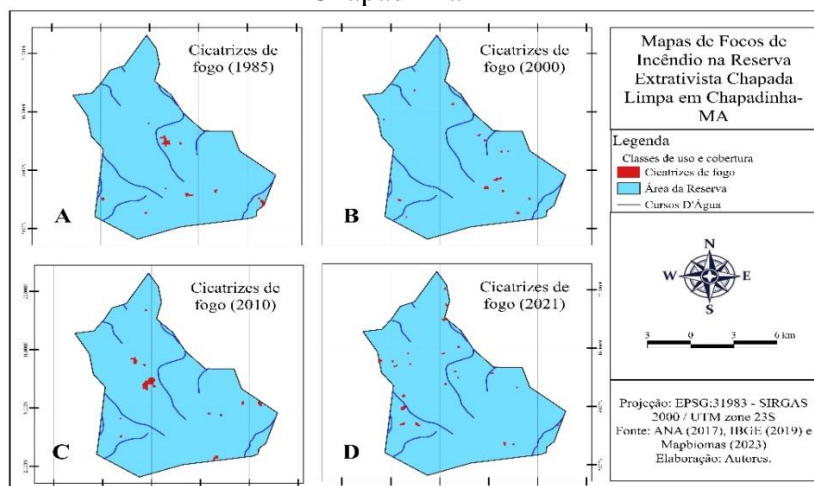 Cicatrizes de
fogo (1985)
A
Cicatrizes de
fogo (2000)
B
Cicatrizes de
fogo (2010)
C
Cicatrizes de
fogo (2021)
D
Mapas de Focos de
Incêndio na Reserva
Extrativista Chapada
Limpa em Chapadinha-
MA
Legenda
Classes de uso e cobertura
Cicatrizes de fogo
Área da Reserva
Cursos D'Água
N
W E
S
3 0 3 6 km
Projeção: EPSG:31983 - SIRGAS
2000 / UTM zone 23S
Fonte: ANA (2017), IBGE (2019) e
Mapbiomas (2023)
Elaboração: Autores.